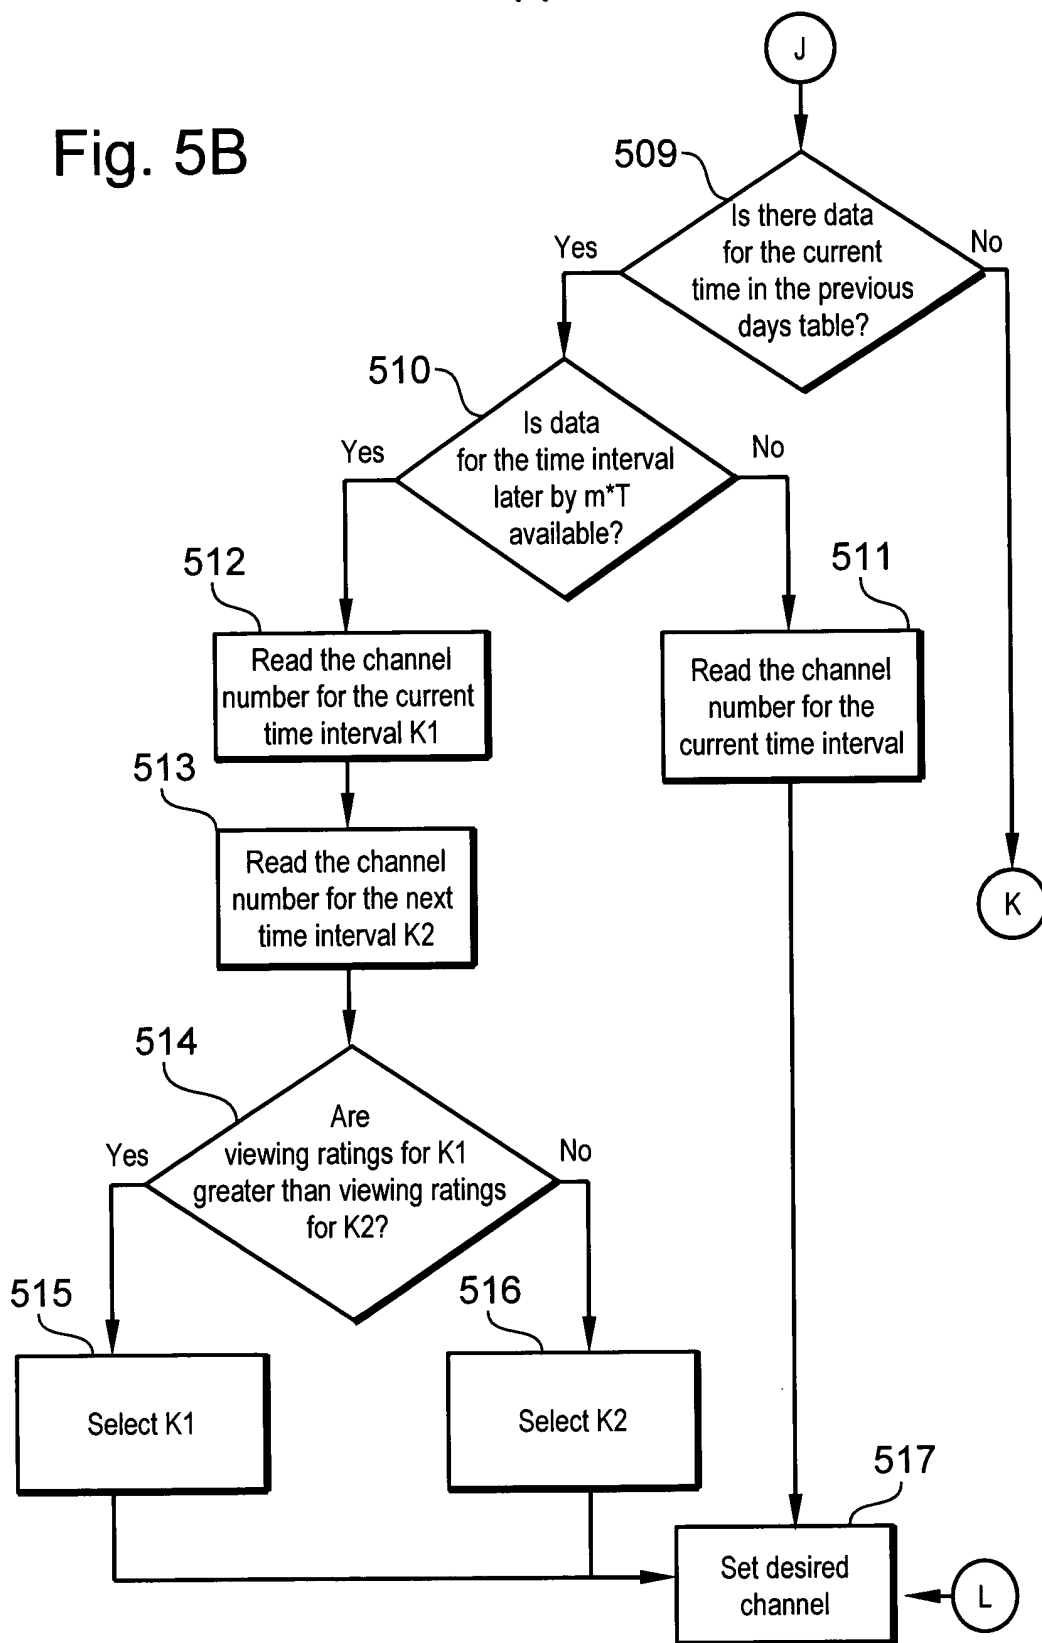 J
Fig. 5B
509
Is there data
for the current
time in the previous
days table?
Yes
No
510
Is data
for the time interval
later by m*T
available?
Yes
No
512
Read the channel
number for the current
time interval K1
511
Read the channel
number for the
current time interval
513
Read the channel
number for the next
time interval K2
K
514
Are
viewing ratings for K1
greater than viewing ratings
for K2?
Yes
No
515
Select K1
516
Select K2
517
Set desired
channel
L